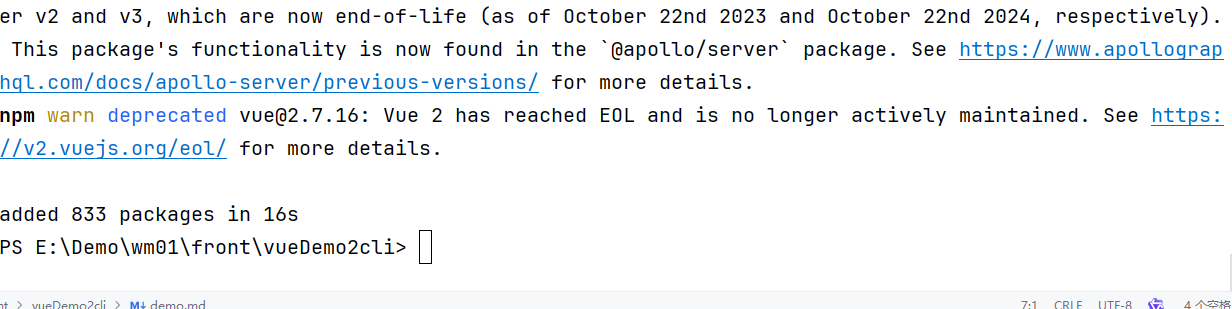 er v2 and v3, which are now end-of-life (as of October 22nd 2023 and October 22nd 2024, respectively).
This package's functionality is now found in the `@apollo/server` package. See https://www.apollograp
hql.com/docs/apollo-server/previous-versions/ for more details.
npm warn deprecated vue@2.7.16: Vue 2 has reached EOL and is no longer actively maintained. See https:
//v2.vuejs.org/eol/ for more details.
added 833 packages in 16s
PS E:\Demo\wm01\front\vueDemo2cli>
nt > vueDemo2cli > M↓ demo.md 7:1 CRLF UTF-8 4 个空格